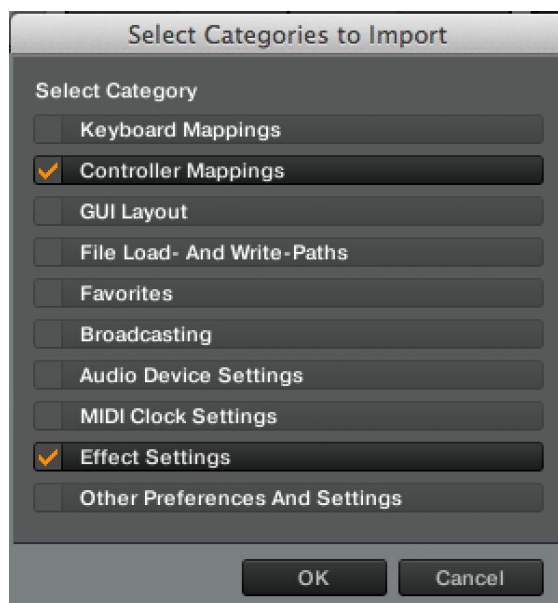 Select Categories to Import
Select Category
Keyboard Mappings
Controller Mappings
GUI Layout
File Load- And Write-Paths
Favorites
Broadcasting
Audio Device Settings
MIDI Clock Settings
Effect Settings
Other Preferences And Settings
OK Cancel